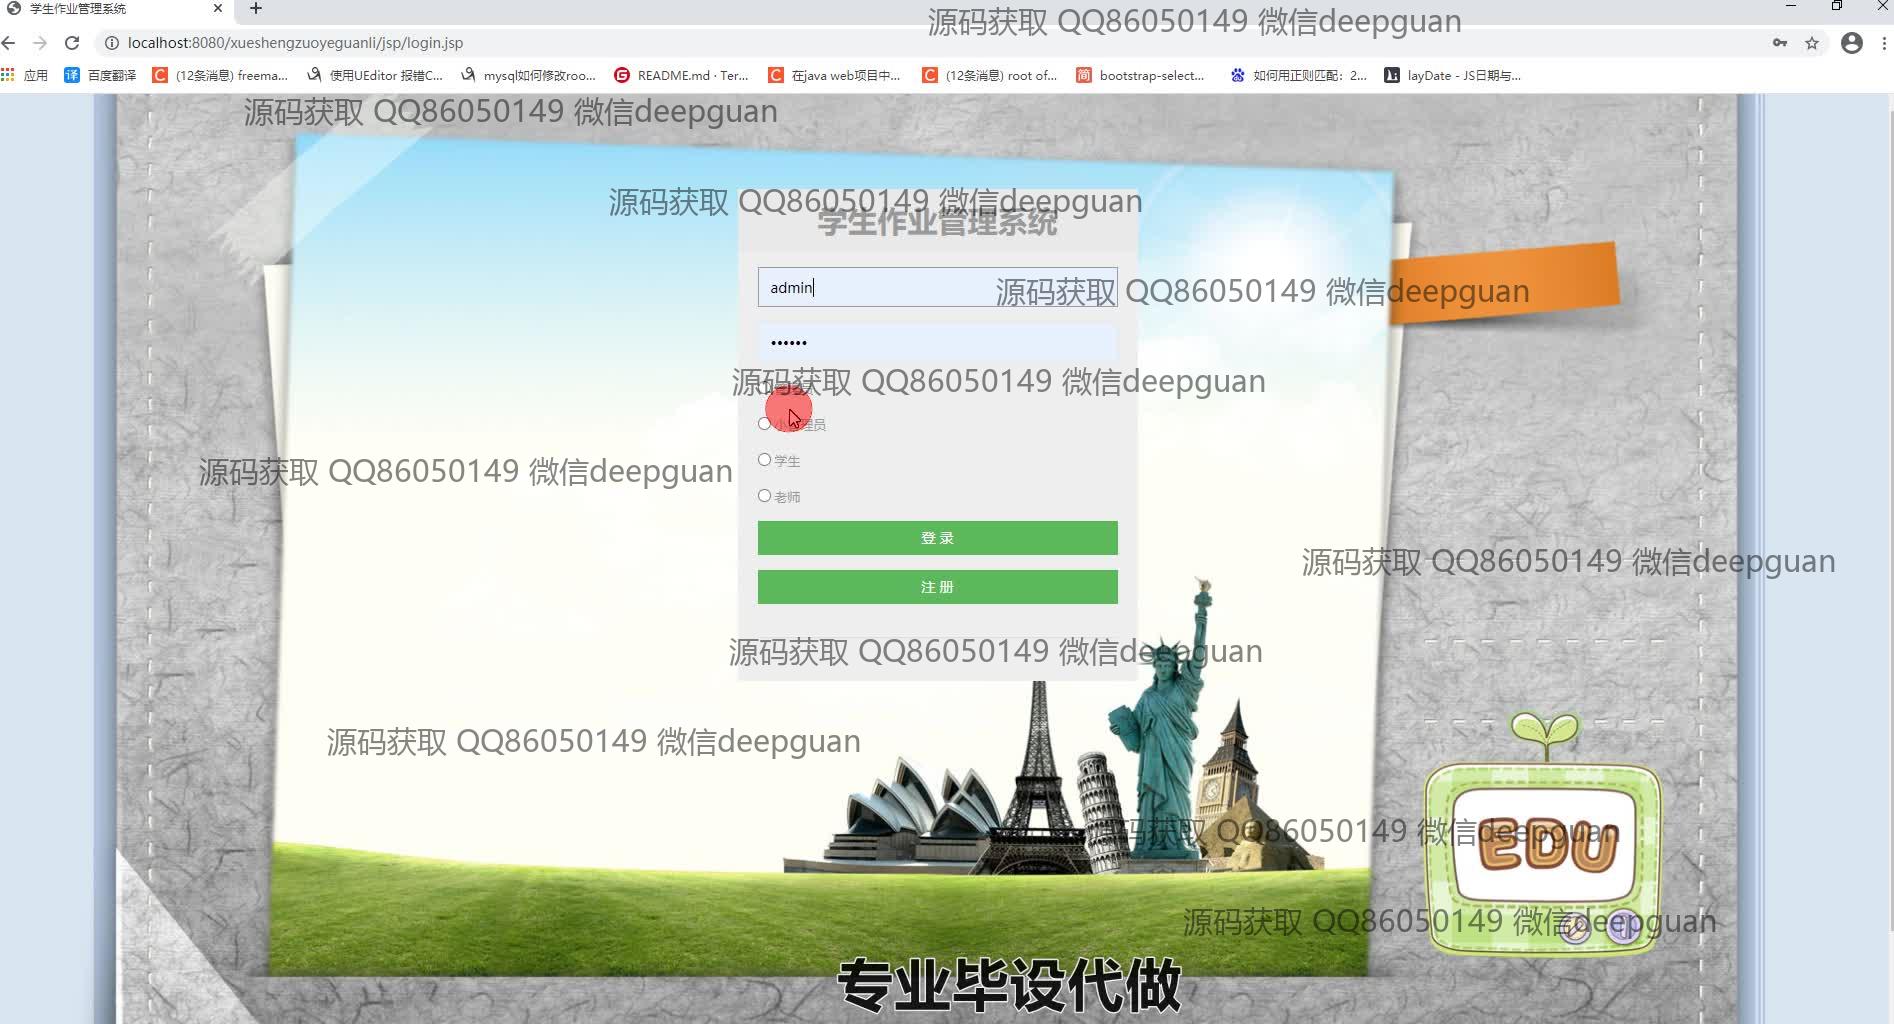 学生作业管理系统
源码获取 QQ86050149 微信deepguan
localhost:8080/xueshengzuoyeguanli/jsp/login.jsp
应用
译 百度翻译
C (12条消息) freema...
使用UEditor 报错C...
mysql如何修改roo...
G README.md · Ter...
C 在java web项目中...
C (12条消息) root of...
简 bootstrap-select...
如何用正则匹配：2...
layDate - JS日期与...
源码获取 QQ86050149 微信deepguan
源码获取 QQ86050149 微信deepguan
学生作业管理系统
admin
源码获取 QQ86050149 微信deepguan
••••••
源码获取 QQ86050149 微信deepguan
理员
源码获取 QQ86050149 微信deepguan
学生
老师
登 录
源码获取 QQ86050149 微信deepguan
注 册
源码获取 QQ86050149 微信deepguan
源码获取 QQ86050149 微信deepguan
码获取 QQ86050149 微信deepguan
EDU
源码获取 QQ86050149 微信deepguan
专业毕设代做